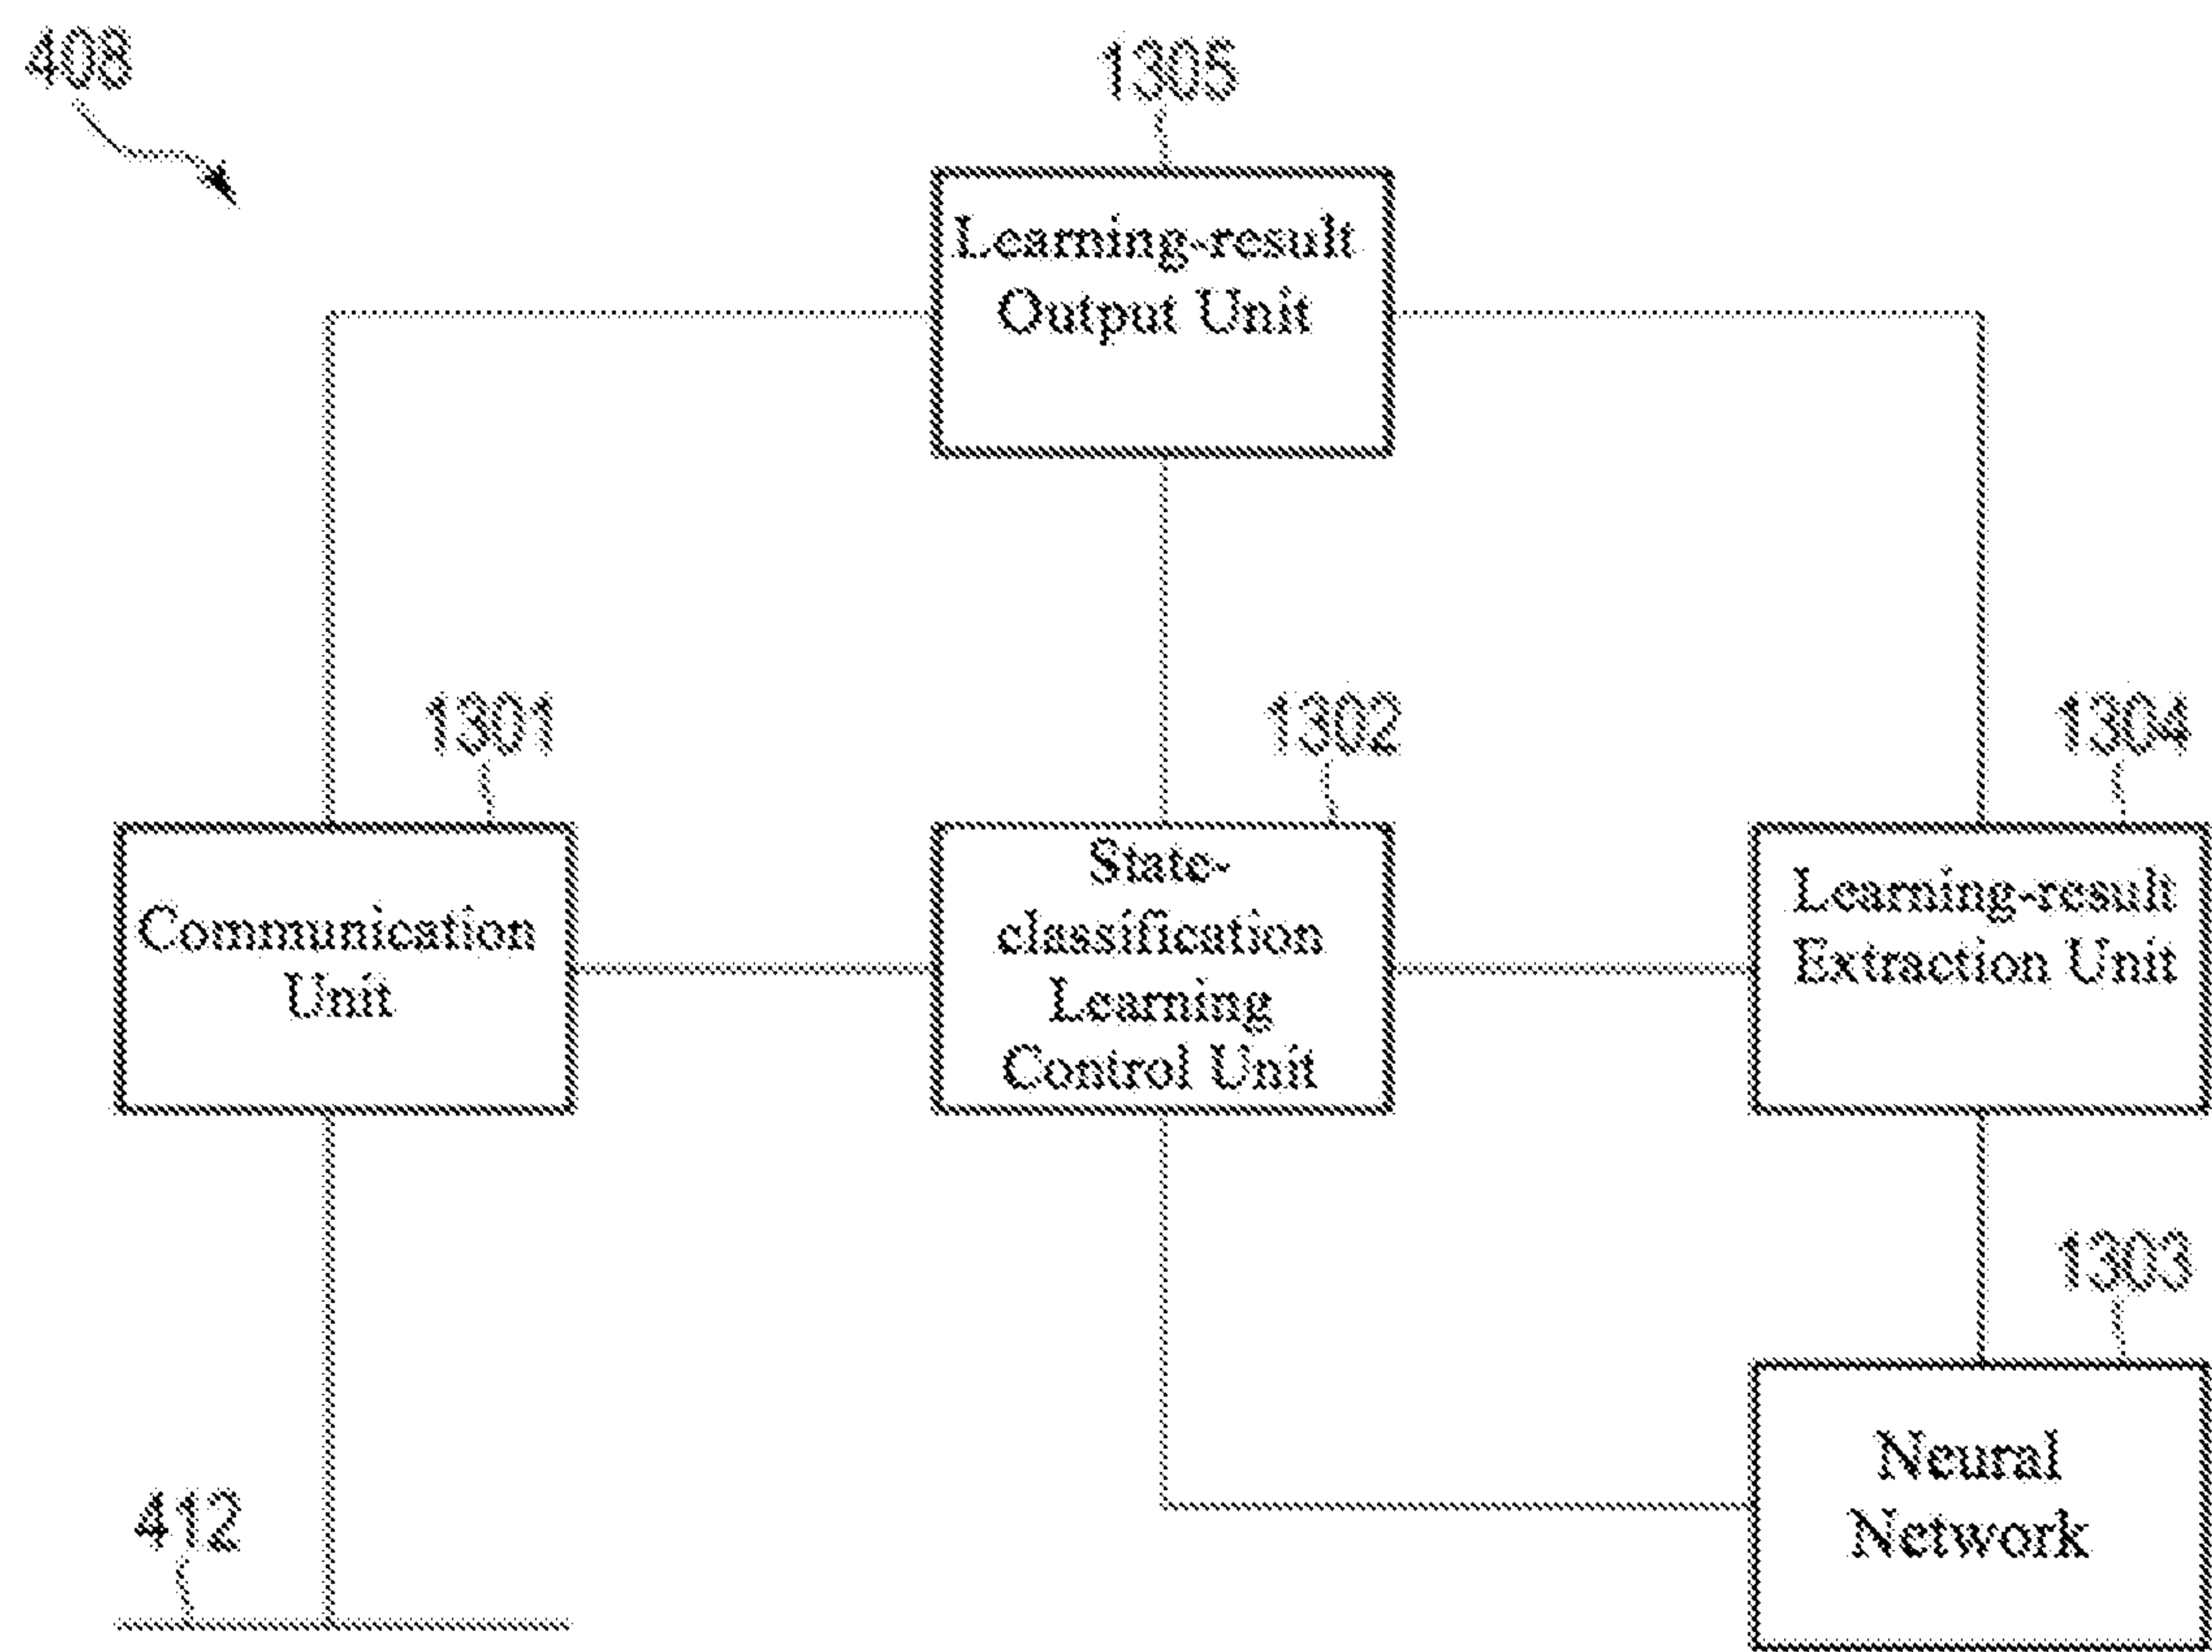 408
1305
Learning-result
Output Unit
1301
1302
1304
Communication
Unit
State-
classification
Learning
Control Unit
Learning-result
Extraction Unit
1303
Neural
Network
412